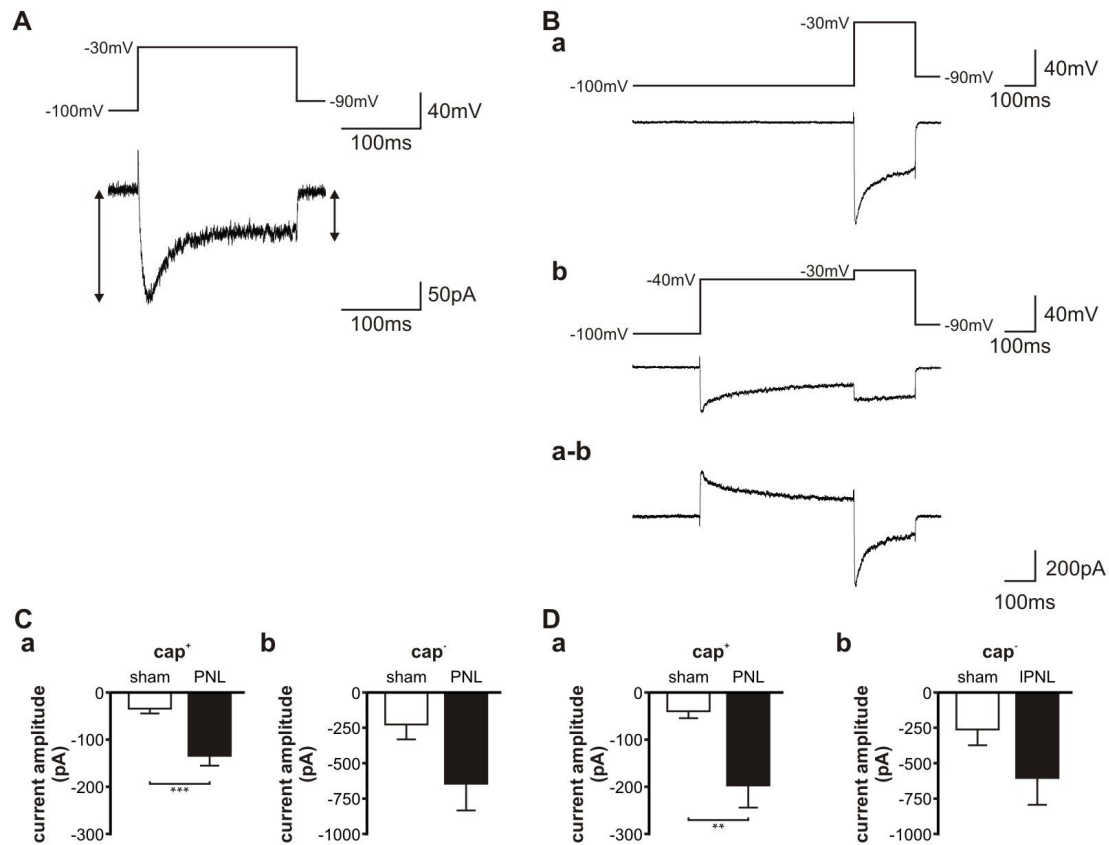 A
-30mV
-100mV
-90mV
40mV
100ms
50pA
100ms
B
a
-30mV
-100mV
-90mV
40mV
100ms
b
-40mV
-30mV
-100mV
-90mV
40mV
100ms
a-b
200pA
100ms
C
a
cap+
sham PNL
current amplitude
(pA)
0
-100
-200
-300
***
b
cap-
sham PNL
current amplitude
(pA)
0
-250
-500
-750
-1000
D
a
cap+
sham PNL
current amplitude
(pA)
0
-100
-200
-300
**
b
cap-
sham IPNL
current amplitude
(pA)
0
-250
-500
-750
-1000